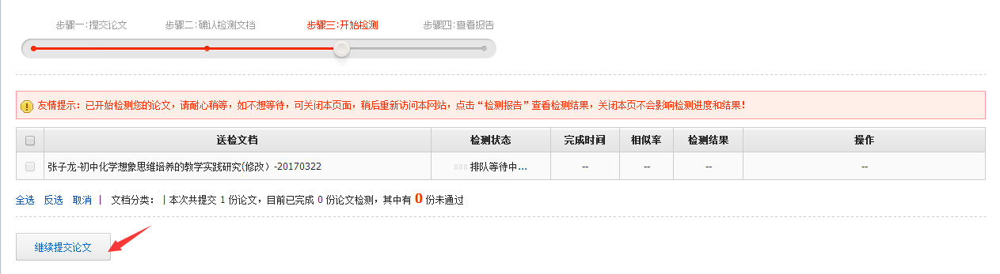 步骤一：提交论文 步骤二：确认检测文档 步骤三：开始检测 步骤四：查看报告
友情提示：已开始检测您的论文，请耐心稍等，如不想等待，可关闭本页面，稍后重新访问本网站，点击“检测报告”查看检测结果，关闭本页不会影响检测进度和结果！
送检文档 检测状态 完成时间 相似率 检测结果 操作
张子龙-初中化学想象思维培养的教学实践研究(修改）-20170322 排队等待中... -- -- -- --
全选 反选 取消 | 文档分类： | 本次共提交 1 份论文，目前已完成 0 份论文检测，其中有 0 份未通过
继续提交论文